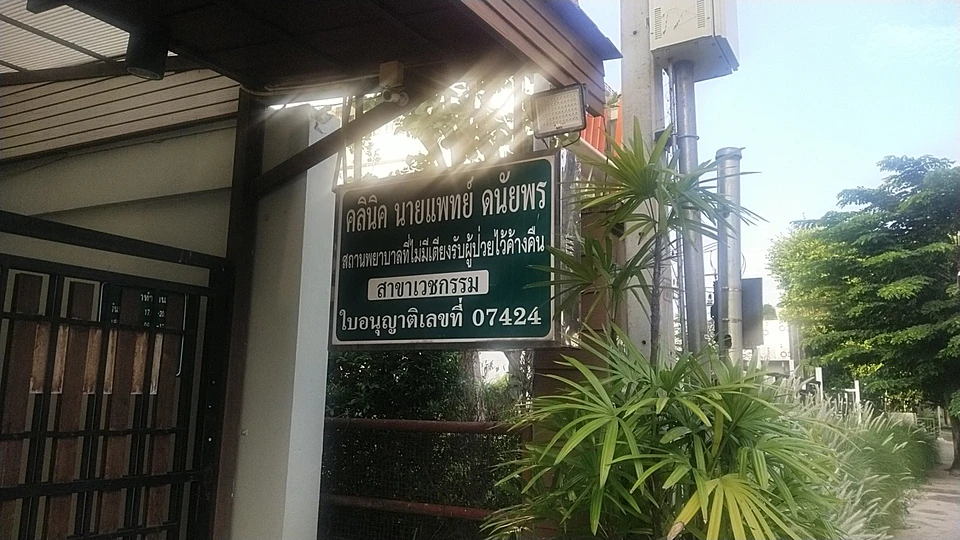 คลินิค นายแพทย์ ดนัยพร
สถานพยาบาลที่ไม่มีเตียงรับผู้ป่วยไว้ค้างคืน
สาขาเวชกรรม
ใบอนุญาติเลขที่ 07424